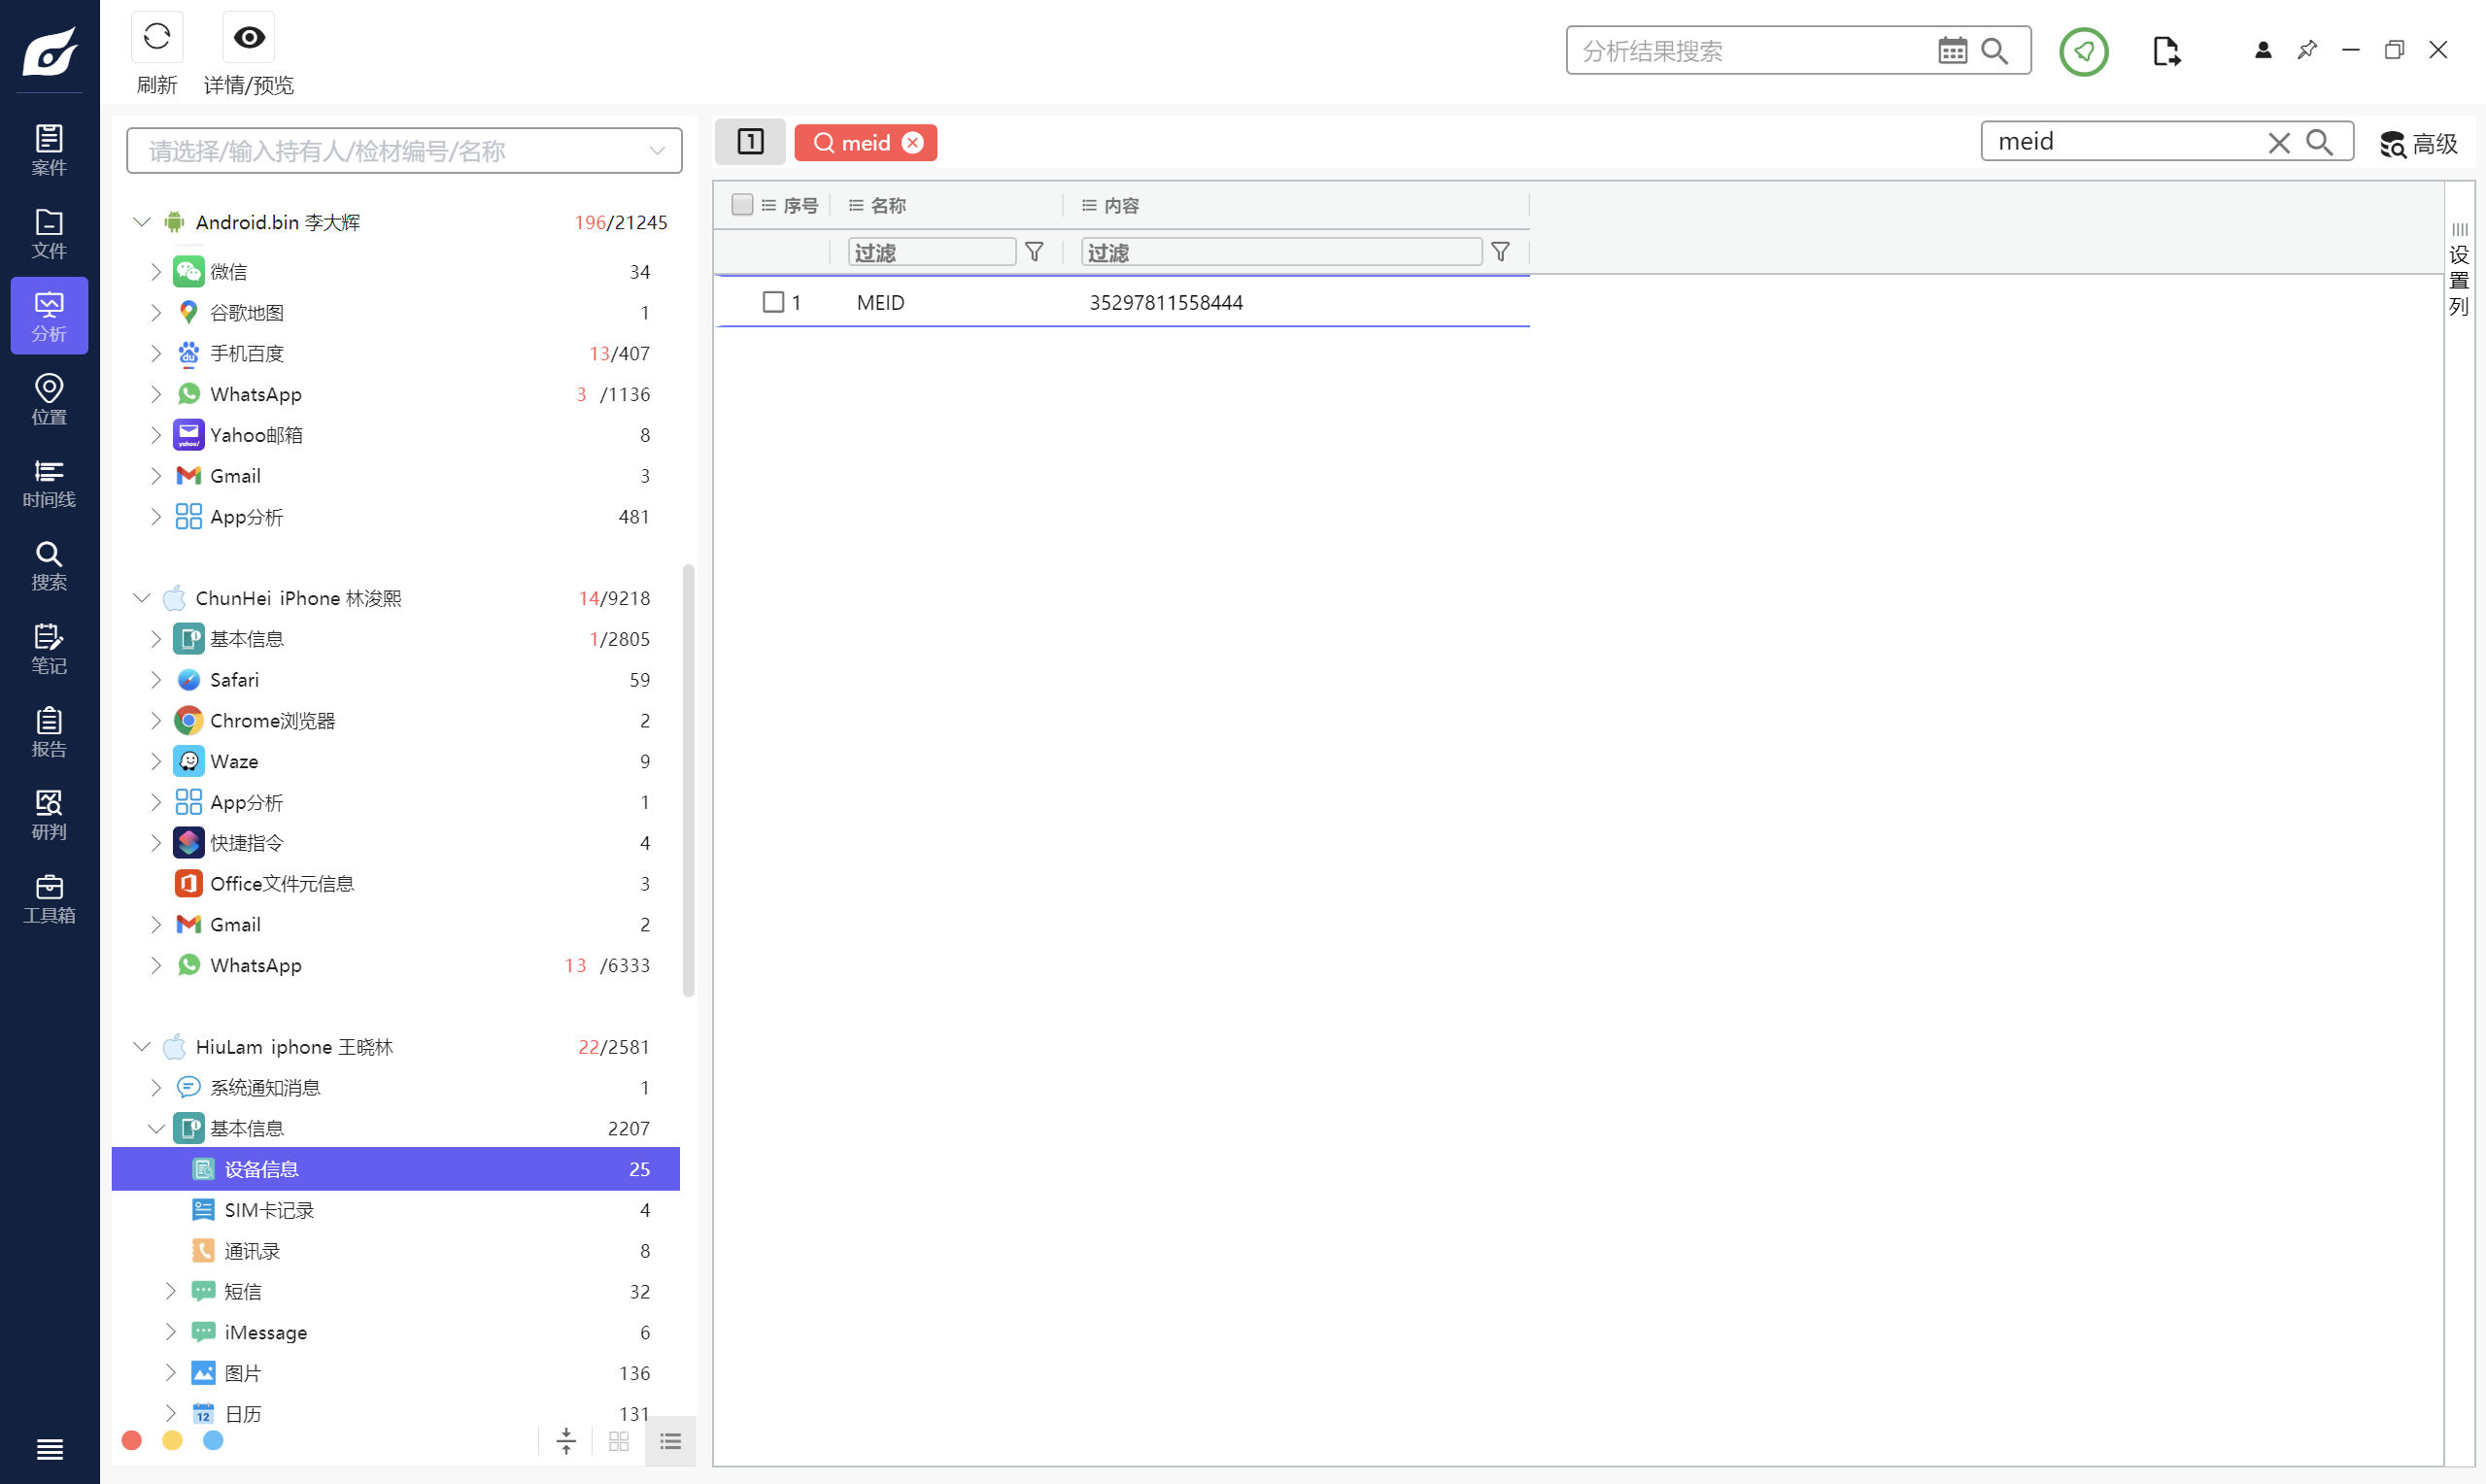 刷新
详情/预览
分析结果搜索
案件
文件
分析
位置
时间线
搜索
笔记
报告
研判
工具箱
请选择/输入持有人/检材编号/名称
Android.bin 李大辉 196/21245
微信 34
谷歌地图 1
手机百度 13/407
WhatsApp 3 /1136
Yahoo邮箱 8
Gmail 3
App分析 481
ChunHei iPhone 林浚熙 14/9218
基本信息 1/2805
Safari 59
Chrome浏览器 2
Waze 9
App分析 1
快捷指令 4
Office文件元信息 3
Gmail 2
WhatsApp 13 /6333
HiuLam iphone 王晓林 22/2581
系统通知消息 1
基本信息 2207
设备信息 25
SIM卡记录 4
通讯录 8
短信 32
iMessage 6
图片 136
日历 131
1 meid
meid
高级
序号 名称 内容
过滤 过滤
1 MEID 35297811558444
设置列